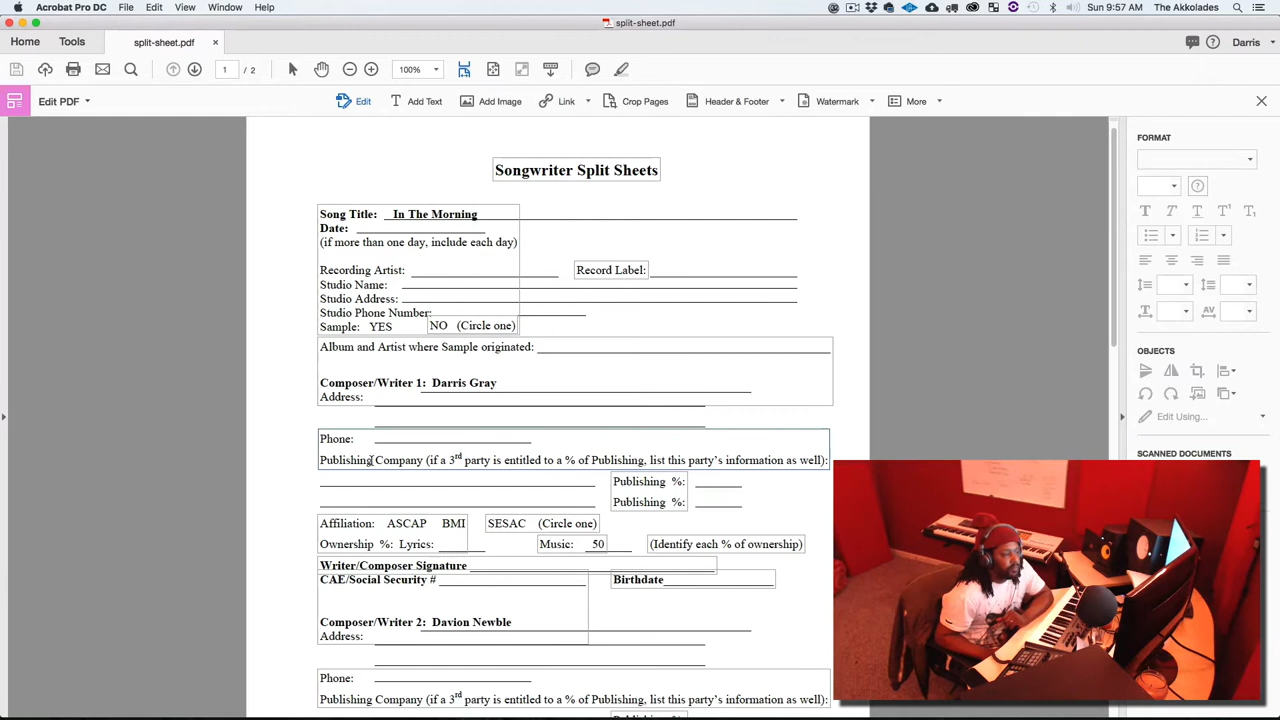 Acrobat Pro DC File Edit View Window Help Sun 9:57 AM The Akkolades
split-sheet.pdf
Home Tools split-sheet.pdf × Darris
1 / 2 100%
Edit PDF Edit Add Text Add Image Link Crop Pages Header & Footer Watermark More
FORMAT
Songwriter Split Sheets
Song Title: In The Morning
Date:
(if more than one day, include each day)
Recording Artist: Record Label:
Studio Name:
Studio Address:
Studio Phone Number:
Sample: YES NO (Circle one)
Album and Artist where Sample originated:
OBJECTS
Composer/Writer 1: Darris Gray
Address:
Edit Using...
Phone:
SCANNED DOCUMENTS
Publishing Company (if a 3rd party is entitled to a % of Publishing, list this party's information as well):
Publishing %:
Publishing %:
Affiliation: ASCAP BMI SESAC (Circle one)
Ownership %: Lyrics: Music: 50 (Identify each % of ownership)
Writer/Composer Signature
CAE/Social Security # Birthdate
Composer/Writer 2: Davion Newble
Address:
Phone:
Publishing Company (if a 3rd party is entitled to a % of Publishing, list this party's information as well):